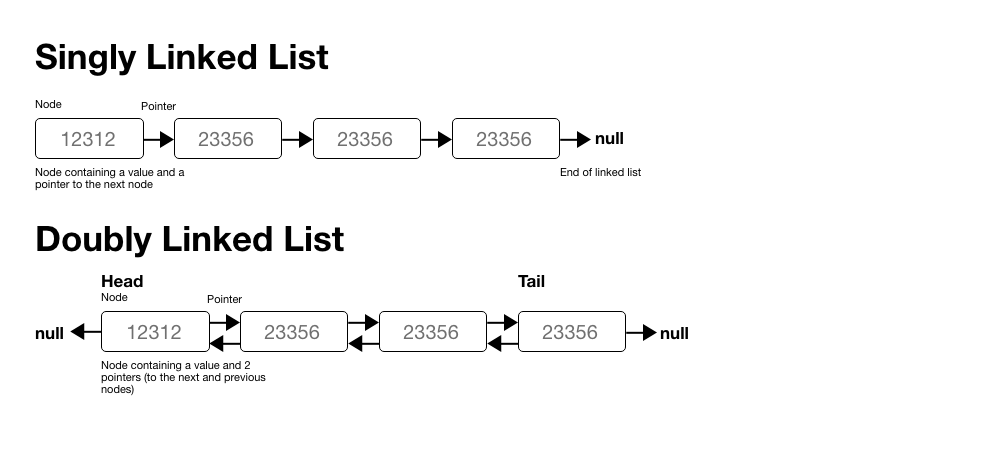 Singly Linked List
Node
Pointer
12312
23356
23356
23356
null
Node containing a value and a
pointer to the next node
End of linked list
Doubly Linked List
Head
Tail
Node
Pointer
null
12312
23356
23356
23356
null
Node containing a value and 2
pointers (to the next and previous
nodes)